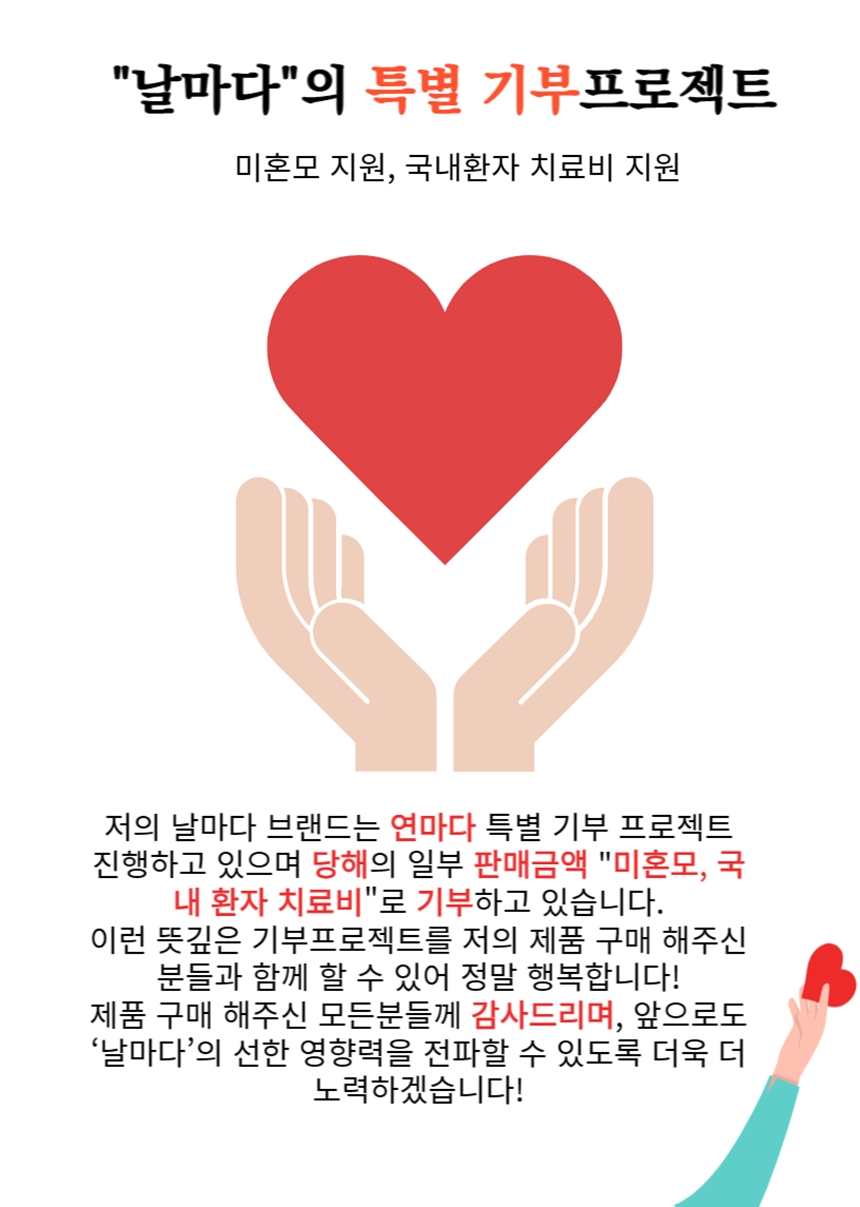 "날마다"의 특별 기부프로젝트
미혼모 지원, 국내환자 치료비 지원
저의 날마다 브랜드는 연마다 특별 기부 프로젝트
진행하고 있으며 당해의 일부 판매금액 "미혼모, 국
내 환자 치료비"로 기부하고 있습니다.
이런 뜻깊은 기부프로젝트를 저의 제품 구매 해주신
분들과 함께 할 수 있어 정말 행복합니다!
제품 구매 해주신 모든분들께 감사드리며, 앞으로도
‘날마다’의 선한 영향력을 전파할 수 있도록 더욱 더
노력하겠습니다!